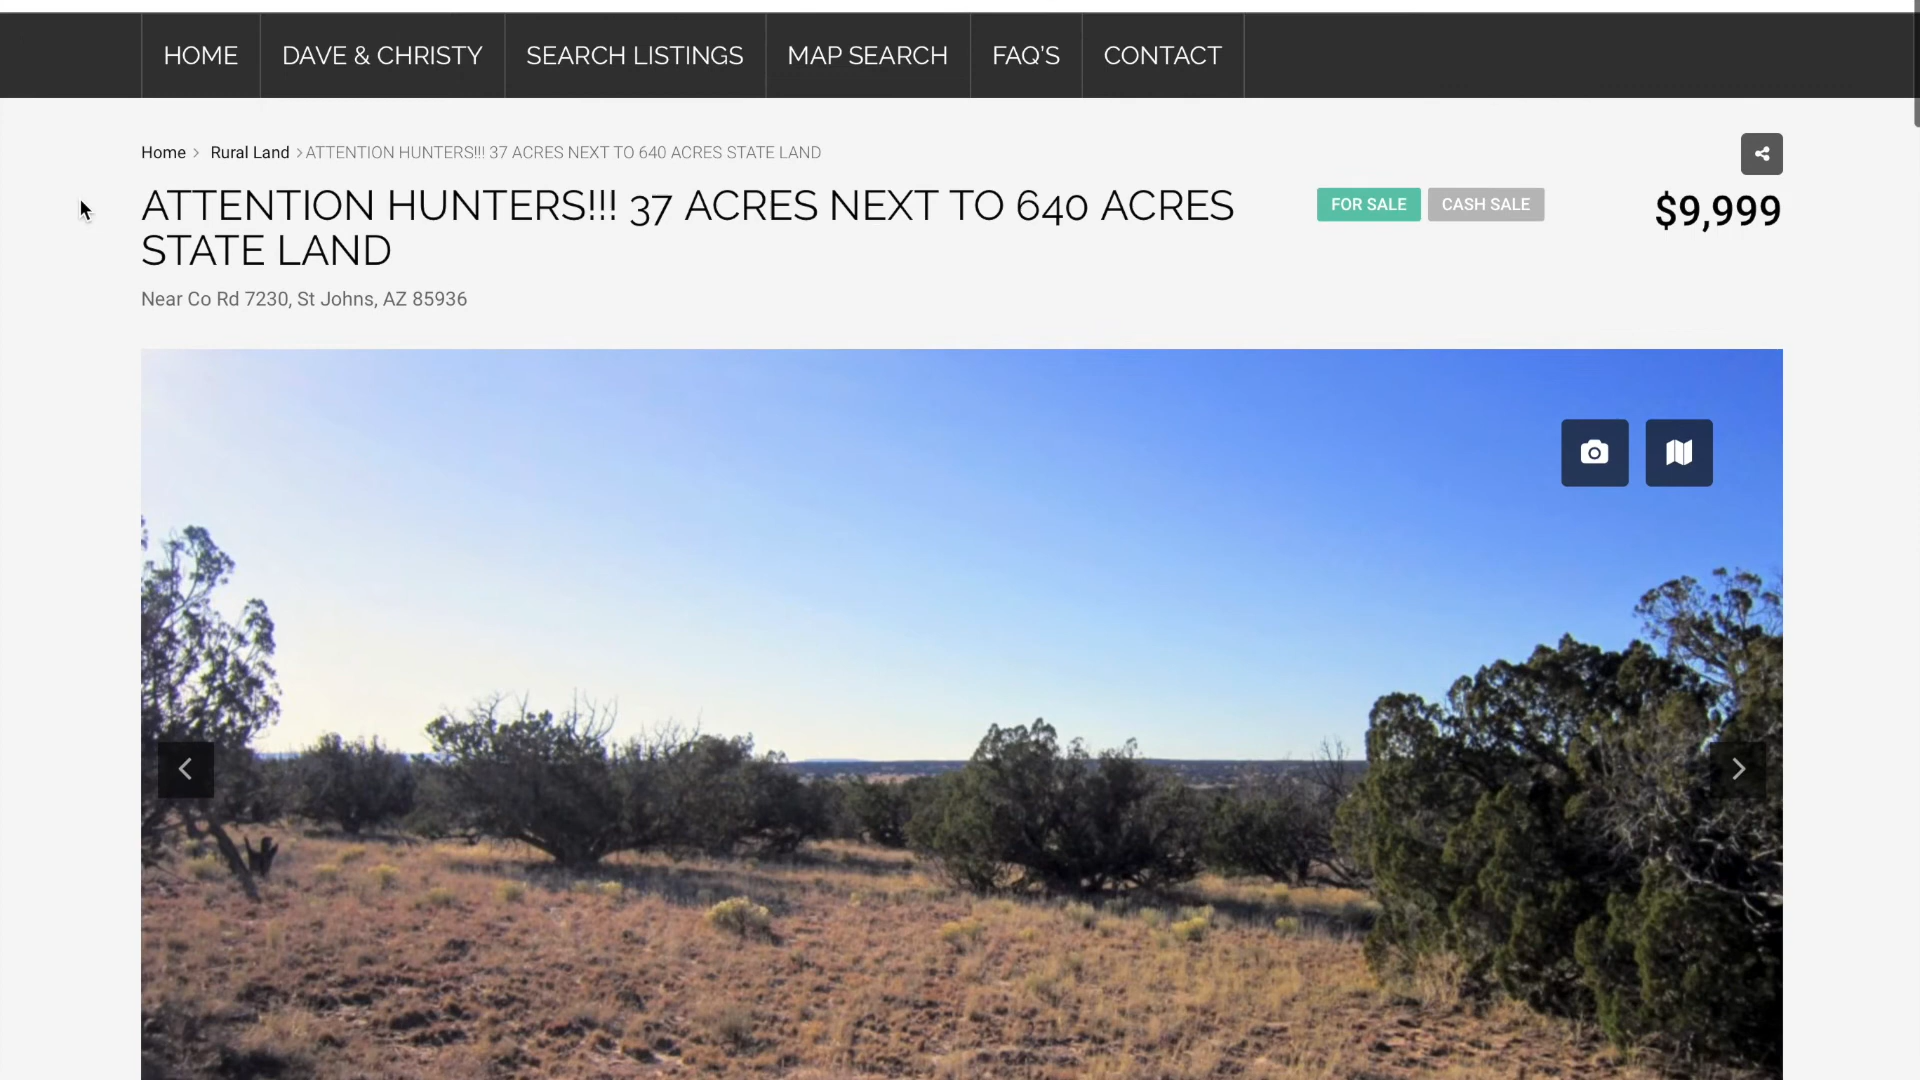 HOME DAVE & CHRISTY SEARCH LISTINGS MAP SEARCH FAQ'S CONTACT
Home > Rural Land > ATTENTION HUNTERS!!! 37 ACRES NEXT TO 640 ACRES STATE LAND
ATTENTION HUNTERS!!! 37 ACRES NEXT TO 640 ACRES
STATE LAND
FOR SALE CASH SALE
$9,999
Near Co Rd 7230, St Johns, AZ 85936